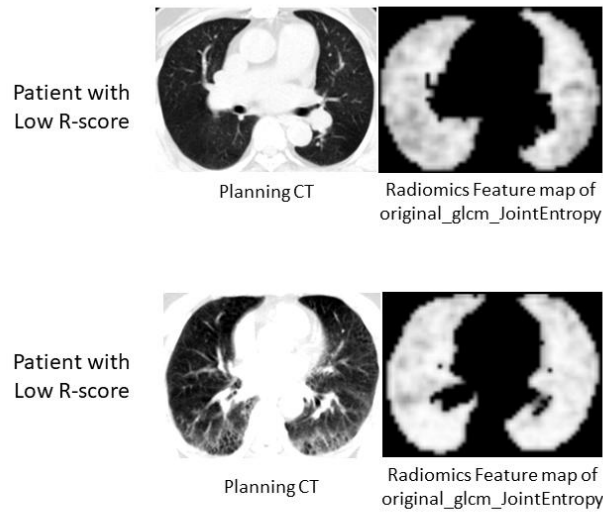 Patient with
Low R-score
Planning CT
Radiomics Feature map of
original_glcm_JointEntropy
Patient with
Low R-score
Planning CT
Radiomics Feature map of
original_glcm_JointEntropy